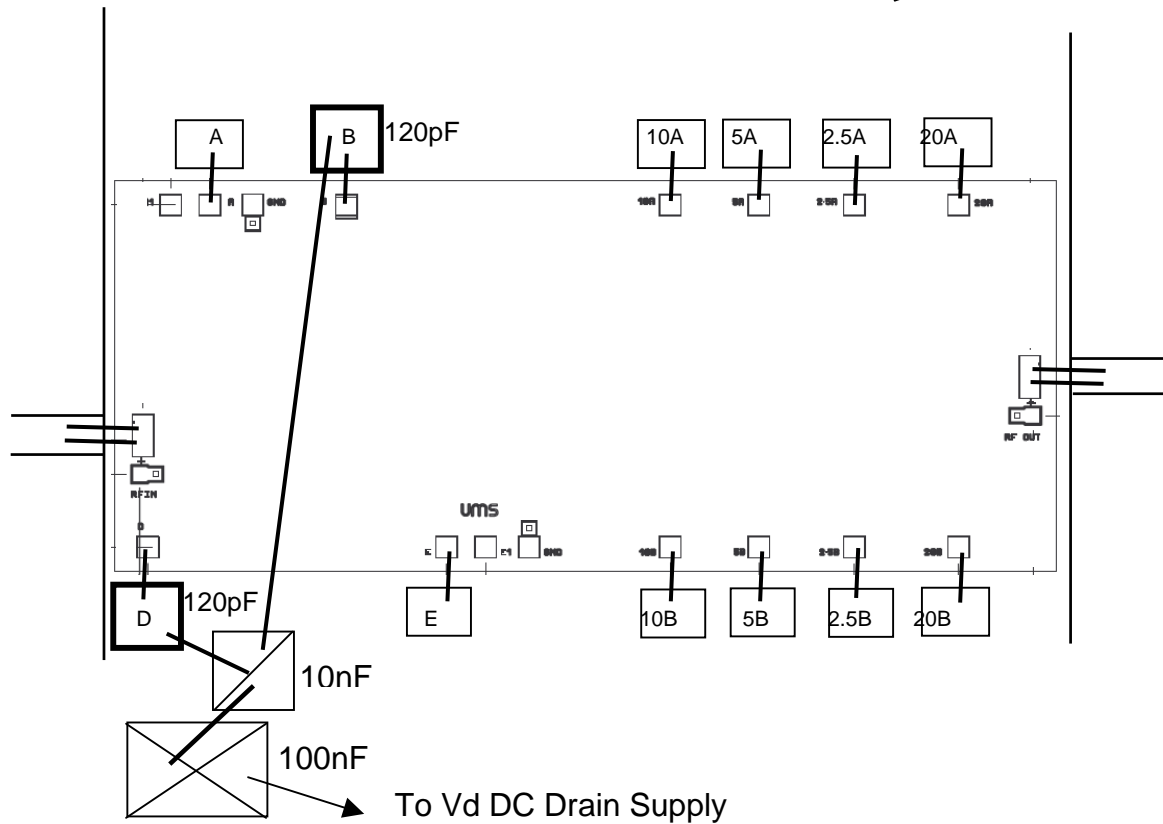 A
B
120pF
10A
5A
2.5A
20A
A
GND
10A
5A
2.5A
20A
RF OUT
RFIN
UMS
D
E
E1
GND
10B
5B
2.5B
20B
D
120pF
E
10B
5B
2.5B
20B
10nF
100nF
To Vd DC Drain Supply